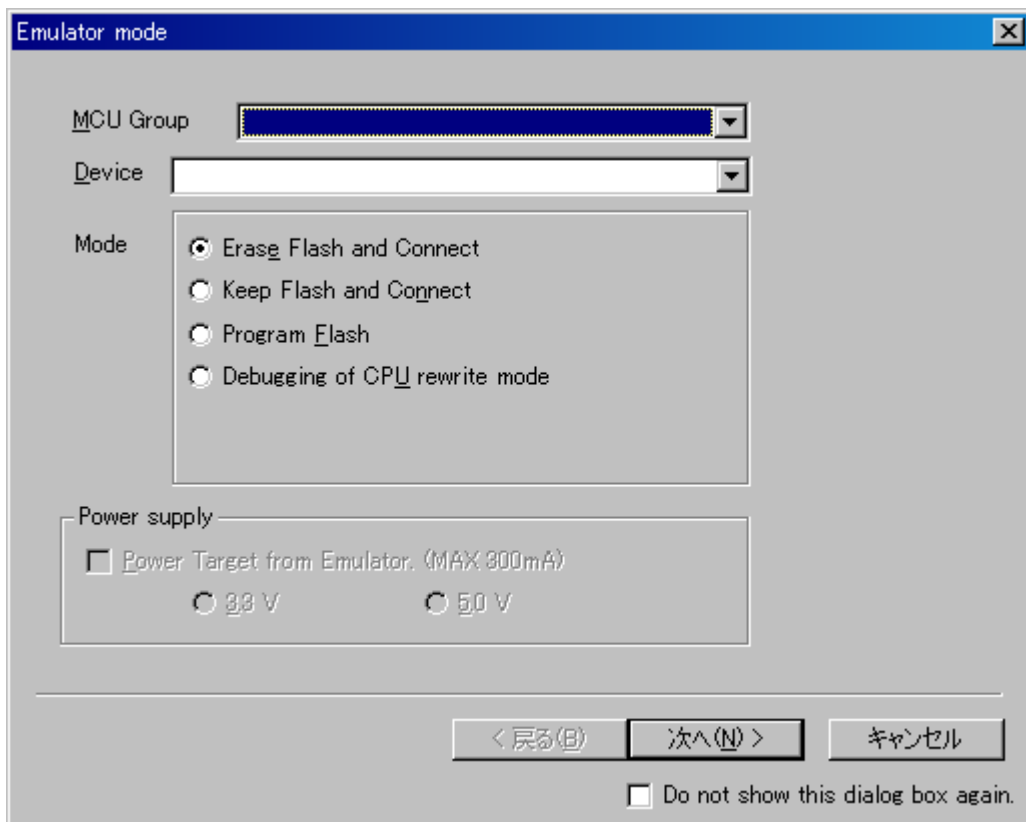 Emulator mode
MCU Group
Device
Mode
Erase Flash and Connect
Keep Flash and Connect
Program Flash
Debugging of CPU rewrite mode
Power supply
Power Target from Emulator. (MAX 300mA)
3.3 V
5.0 V
< 戻る(B)
次へ(N) >
キャンセル
Do not show this dialog box again.